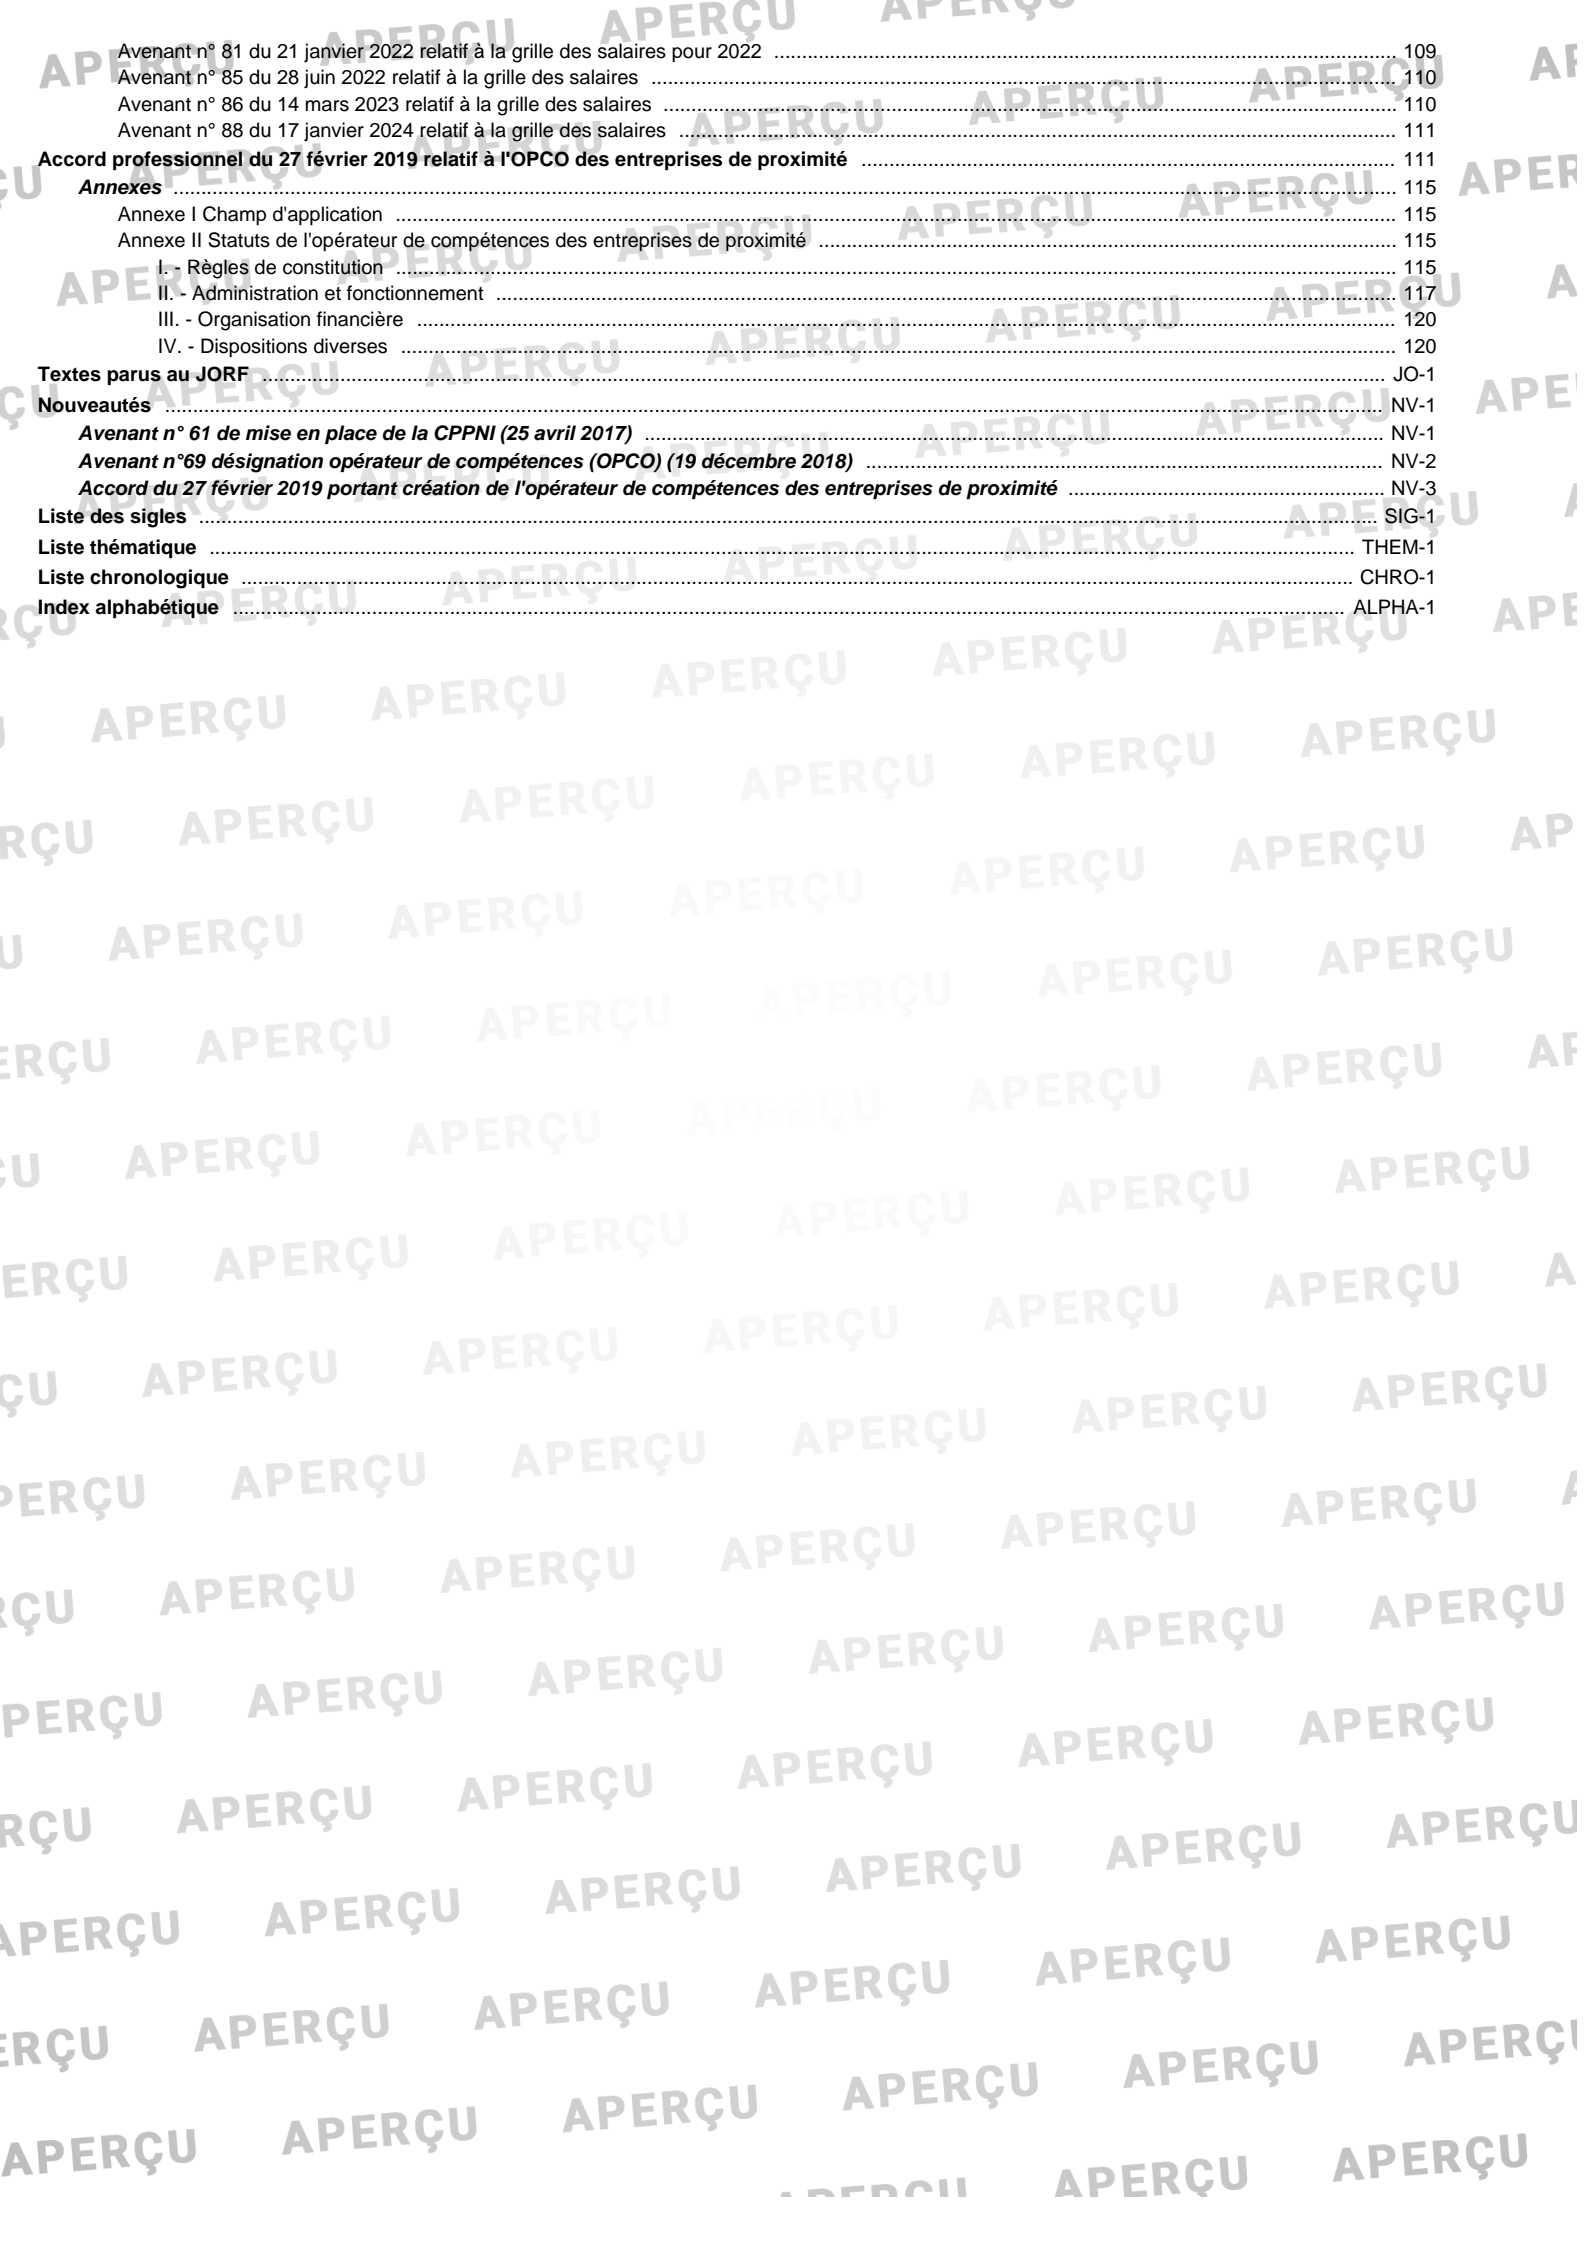 Avenant n° 81 du 21 janvier 2022 relatif à la grille des salaires pour 2022 ........ 109
Avenant n° 85 du 28 juin 2022 relatif à la grille des salaires ........ 110
Avenant n° 86 du 14 mars 2023 relatif à la grille des salaires ........ 110
Avenant n° 88 du 17 janvier 2024 relatif à la grille des salaires ........ 111
Accord professionnel du 27 février 2019 relatif à l'OPCO des entreprises de proximité ........ 111
Annexes ........ 115
Annexe I Champ d'application ........ 115
Annexe II Statuts de l'opérateur de compétences des entreprises de proximité ........ 115
I. - Règles de constitution ........ 115
II. - Administration et fonctionnement ........ 117
III. - Organisation financière ........ 120
IV. - Dispositions diverses ........ 120
Textes parus au JORF ........ JO-1
Nouveautés ........ NV-1
Avenant n° 61 de mise en place de la CPPNI (25 avril 2017) ........ NV-1
Avenant n°69 désignation opérateur de compétences (OPCO) (19 décembre 2018) ........ NV-2
Accord du 27 février 2019 portant création de l'opérateur de compétences des entreprises de proximité ........ NV-3
Liste des sigles ........ SIG-1
Liste thématique ........ THEM-1
Liste chronologique ........ CHRO-1
Index alphabétique ........ ALPHA-1
APERÇU